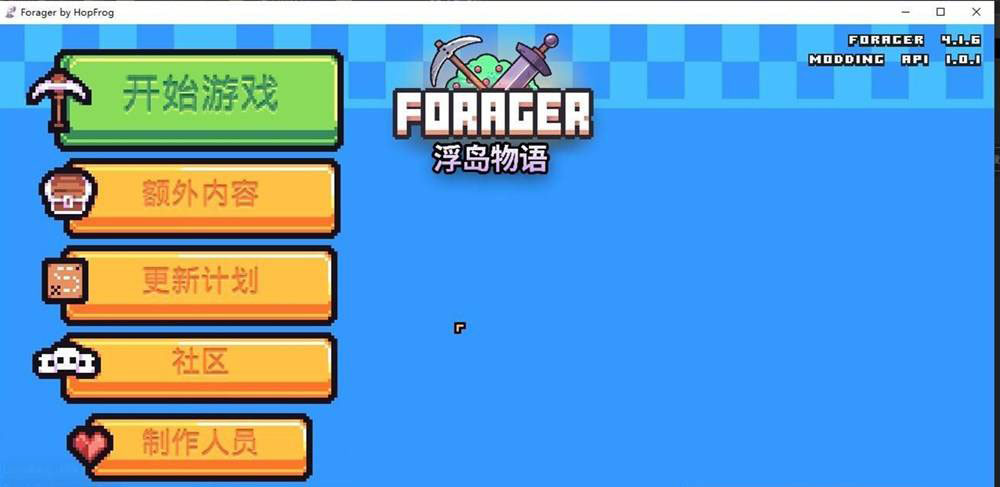 Forager by HopFrog
FORAGER 4.1.6
MODDING API 1.0.1
FORAGER
浮岛物语
开始游戏
额外内容
更新计划
社区
制作人员